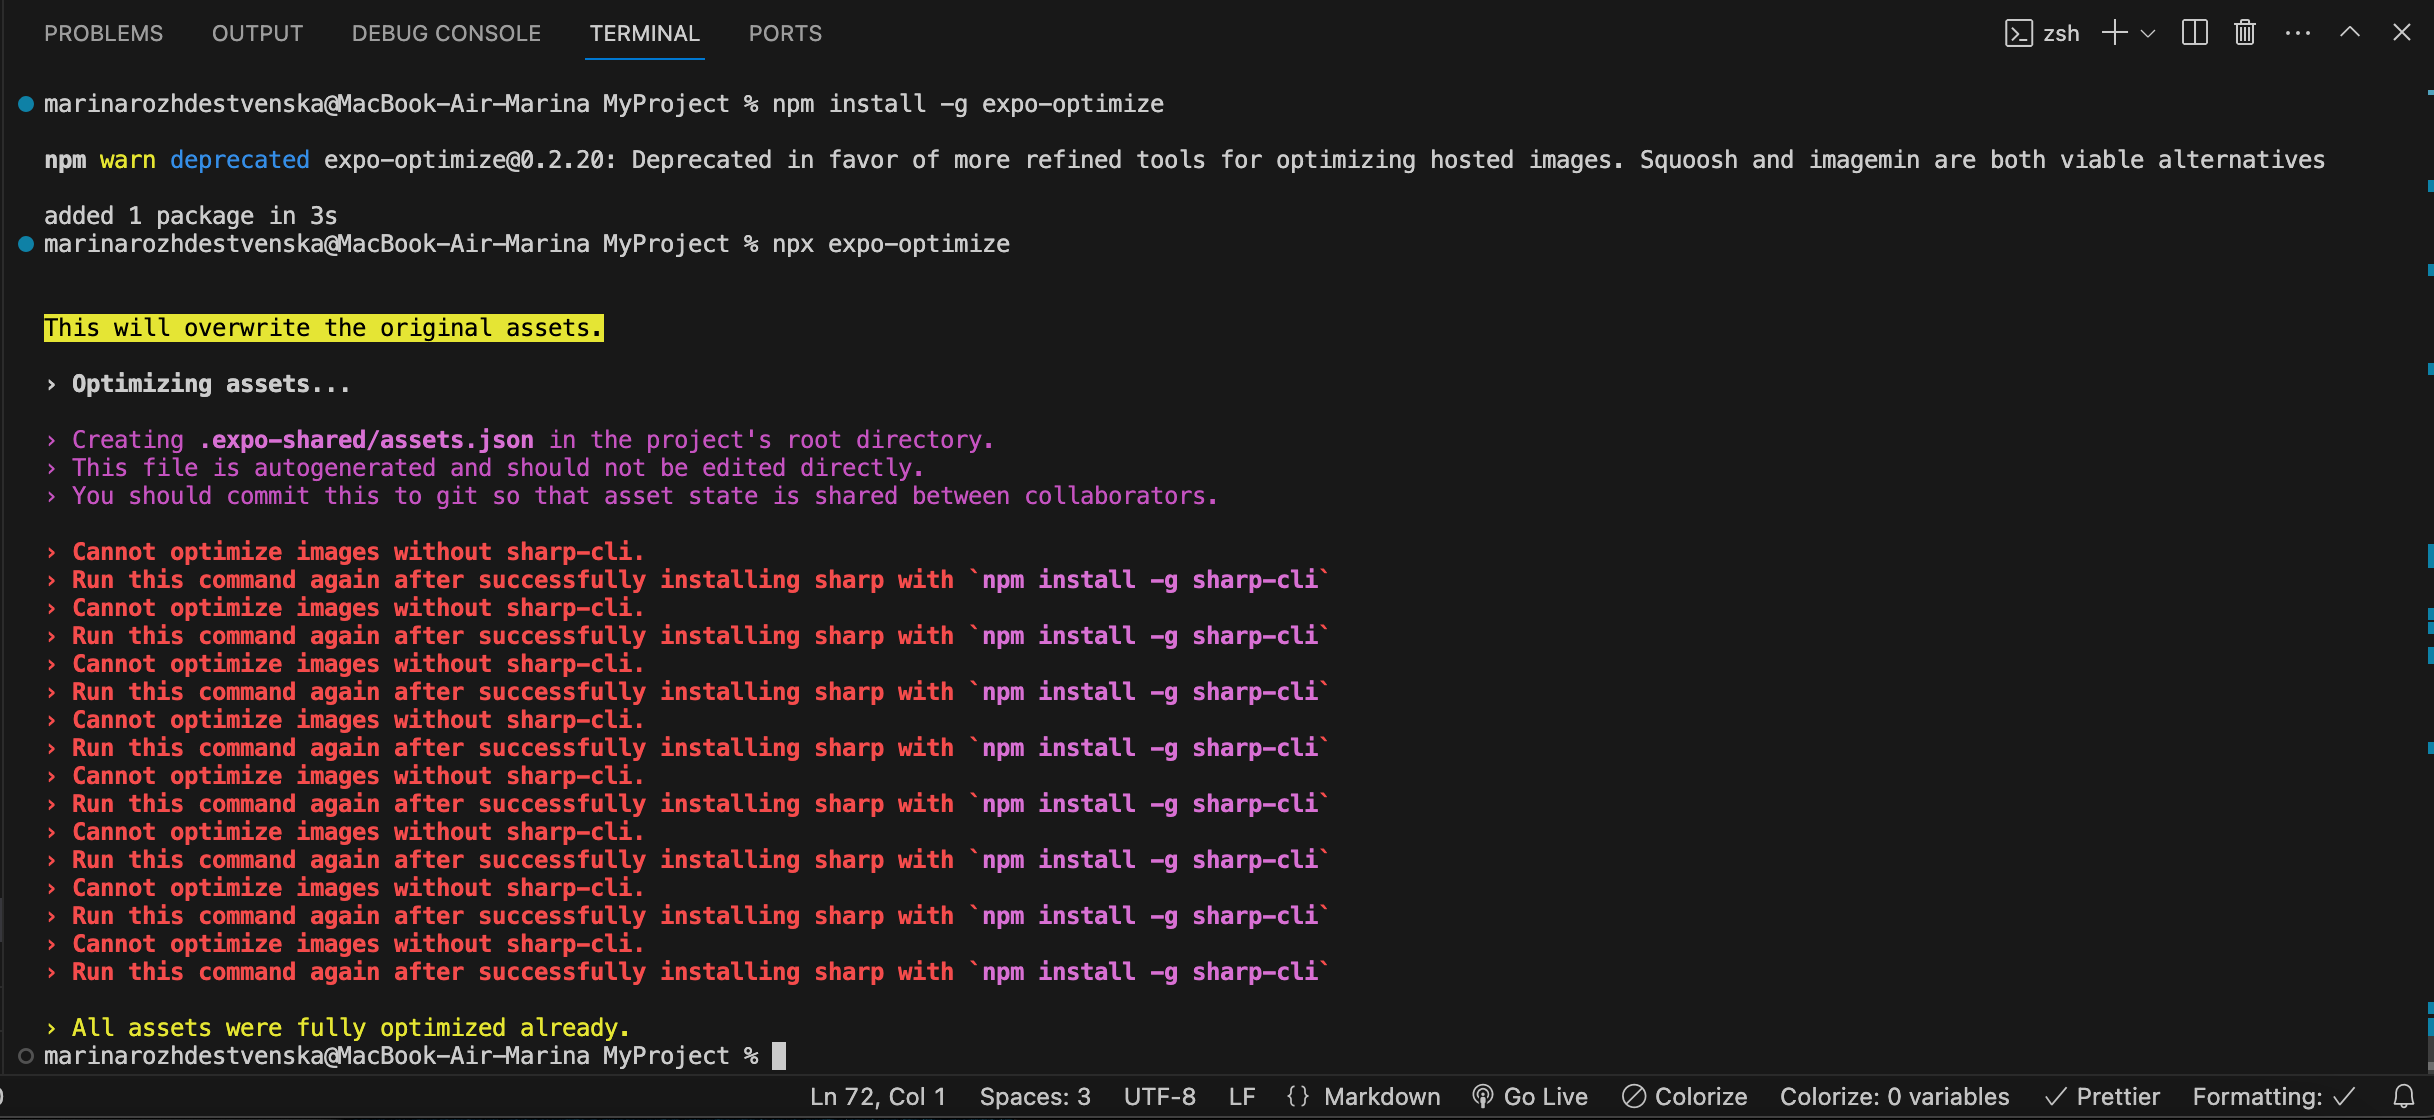 PROBLEMS OUTPUT DEBUG CONSOLE TERMINAL PORTS zsh
marinarozhdestvenska@MacBook-Air-Marina MyProject % npm install -g expo-optimize
npm warn deprecated expo-optimize@0.2.20: Deprecated in favor of more refined tools for optimizing hosted images. Squoosh and imagemin are both viable alternatives
added 1 package in 3s
marinarozhdestvenska@MacBook-Air-Marina MyProject % npx expo-optimize
This will overwrite the original assets.
› Optimizing assets...
› Creating .expo-shared/assets.json in the project's root directory.
› This file is autogenerated and should not be edited directly.
› You should commit this to git so that asset state is shared between collaborators.
› Cannot optimize images without sharp-cli.
› Run this command again after successfully installing sharp with `npm install -g sharp-cli`
› Cannot optimize images without sharp-cli.
› Run this command again after successfully installing sharp with `npm install -g sharp-cli`
› Cannot optimize images without sharp-cli.
› Run this command again after successfully installing sharp with `npm install -g sharp-cli`
› Cannot optimize images without sharp-cli.
› Run this command again after successfully installing sharp with `npm install -g sharp-cli`
› Cannot optimize images without sharp-cli.
› Run this command again after successfully installing sharp with `npm install -g sharp-cli`
› Cannot optimize images without sharp-cli.
› Run this command again after successfully installing sharp with `npm install -g sharp-cli`
› Cannot optimize images without sharp-cli.
› Run this command again after successfully installing sharp with `npm install -g sharp-cli`
› Cannot optimize images without sharp-cli.
› Run this command again after successfully installing sharp with `npm install -g sharp-cli`
› All assets were fully optimized already.
marinarozhdestvenska@MacBook-Air-Marina MyProject %
Ln 72, Col 1 Spaces: 3 UTF-8 LF {} Markdown Go Live Colorize Colorize: 0 variables ✓ Prettier Formatting: ✓